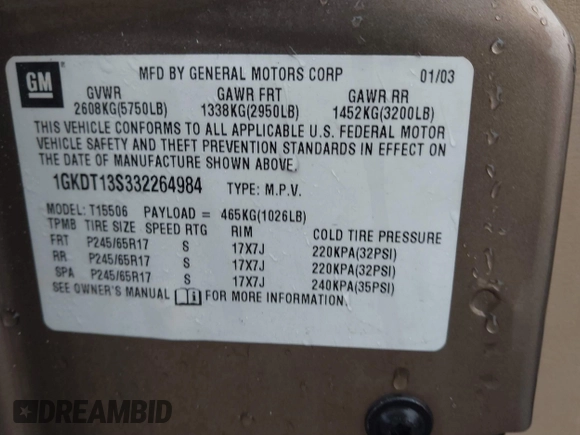 GM
MFD BY GENERAL MOTORS CORP 01/03
GVWR GAWR FRT GAWR RR
2608KG(5750LB) 1338KG(2950LB) 1452KG(3200LB)
THIS VEHICLE CONFORMS TO ALL APPLICABLE U.S. FEDERAL MOTOR
VEHICLE SAFETY AND THEFT PREVENTION STANDARDS IN EFFECT ON
THE DATE OF MANUFACTURE SHOWN ABOVE.
1GKDT13S332264984 TYPE: M.P.V.
MODEL: T15506 PAYLOAD = 465KG(1026LB)
TPMB TIRE SIZE SPEED RTG RIM COLD TIRE PRESSURE
FRT P245/65R17 S 17X7J 220KPA(32PSI)
RR P245/65R17 S 17X7J 220KPA(32PSI)
SPA P245/65R17 S 17X7J 240KPA(35PSI)
SEE OWNER'S MANUAL FOR MORE INFORMATION.
DREAMBID